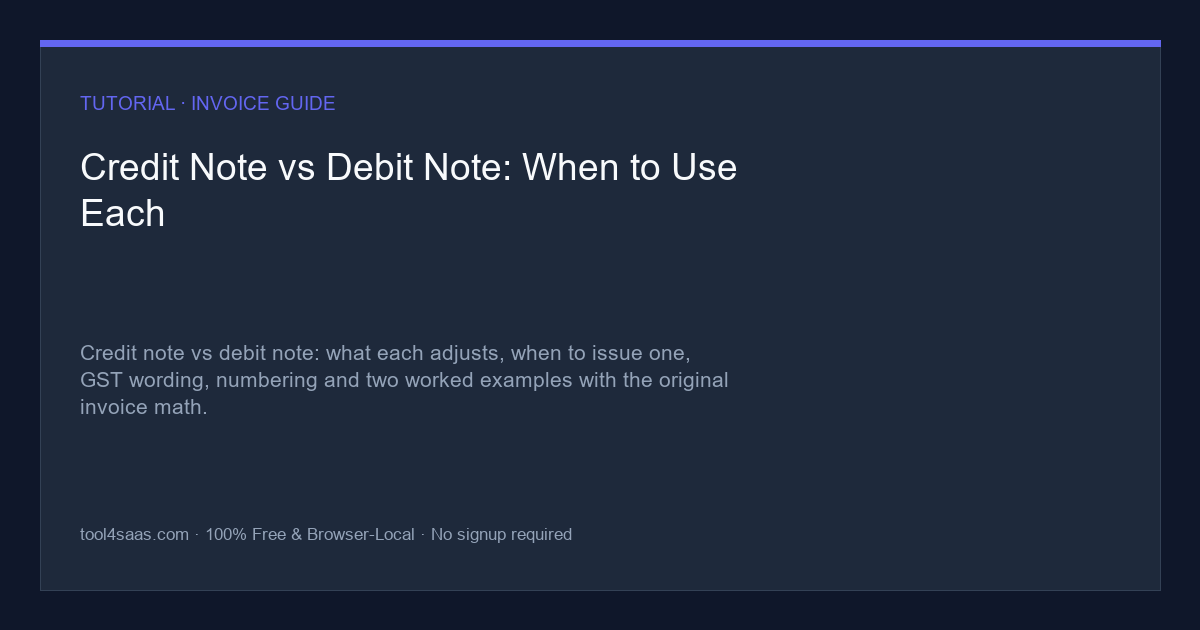 TUTORIAL · INVOICE GUIDE
Credit Note vs Debit Note: When to Use
Each
Credit note vs debit note: what each adjusts, when to issue one,
GST wording, numbering and two worked examples with the original
invoice math.
tool4saas.com · 100% Free & Browser-Local · No signup required